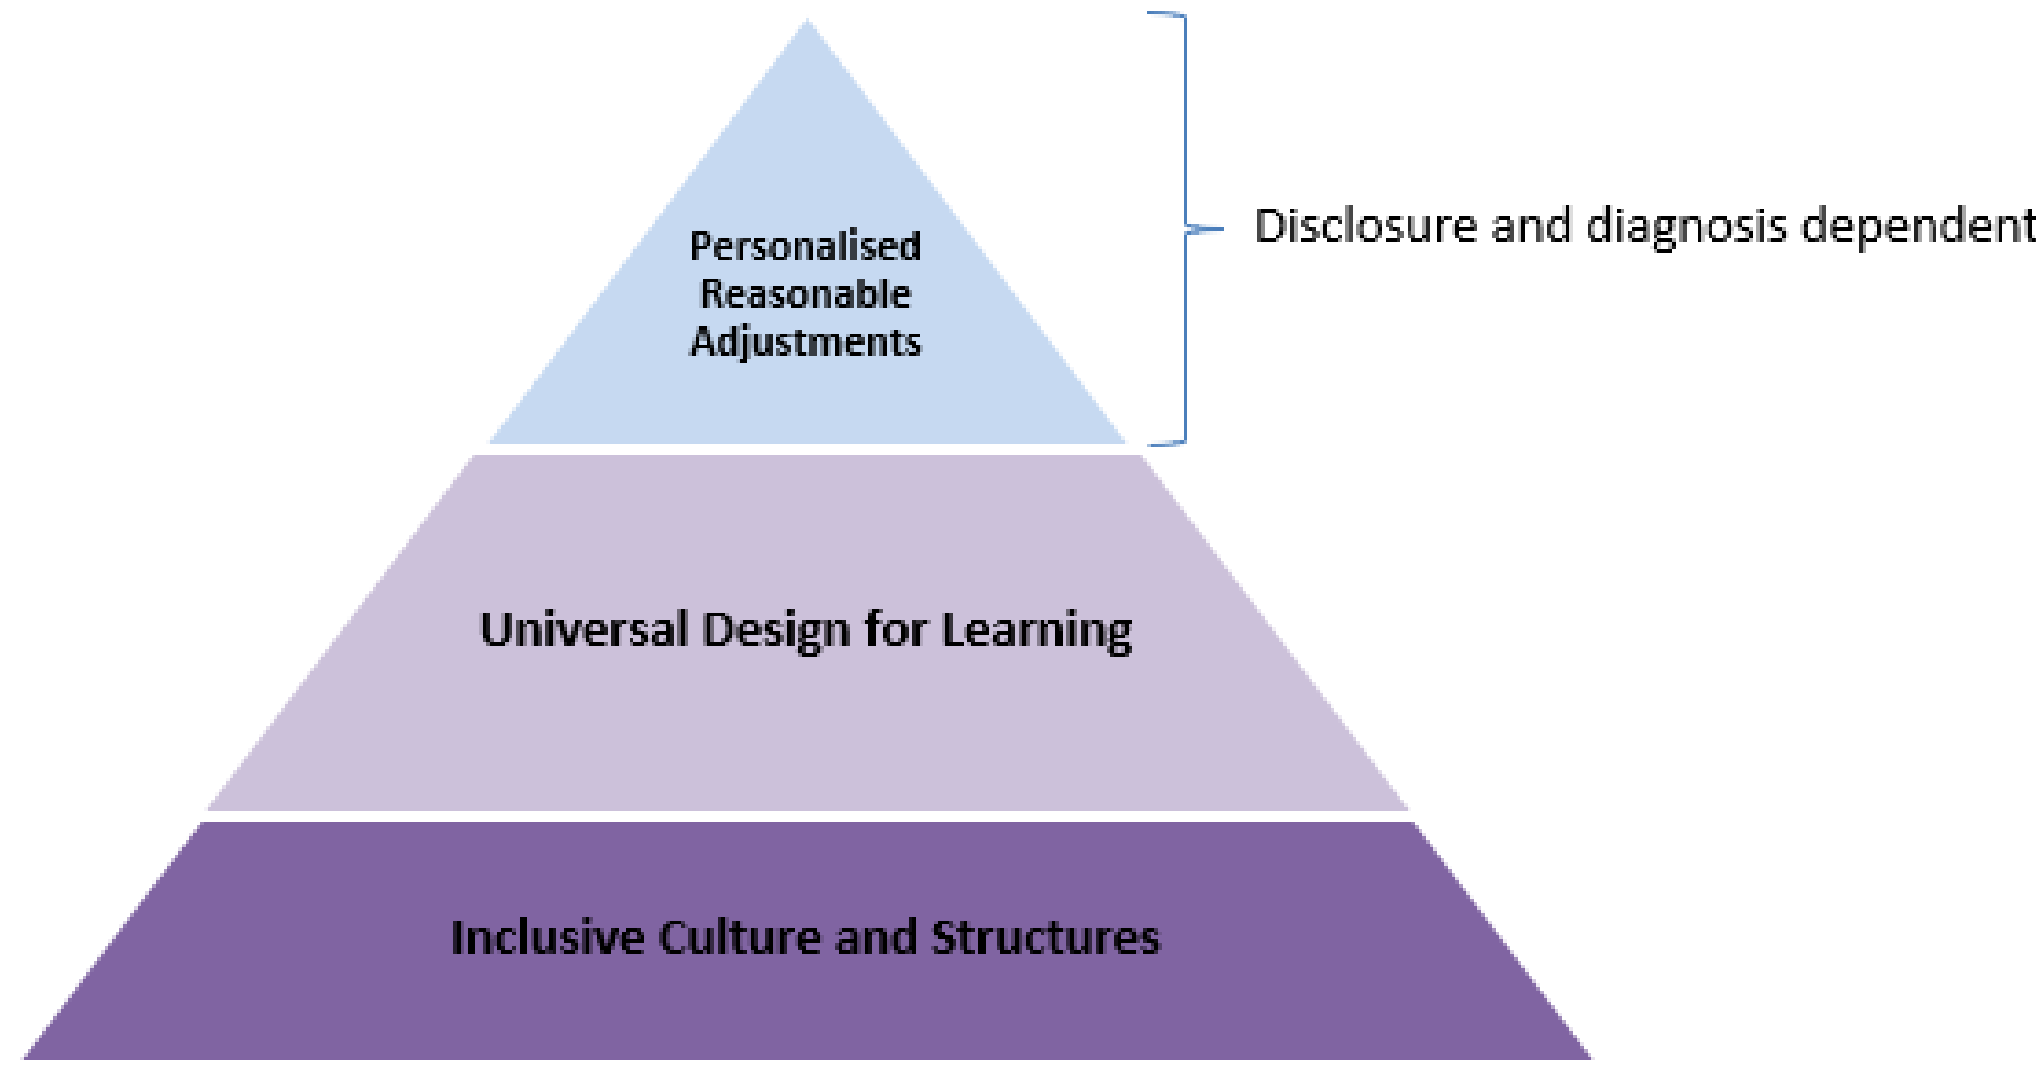 Personalised
Reasonable
Adjustments
Disclosure and diagnosis dependent
Universal Design for Learning
Inclusive Culture and Structures